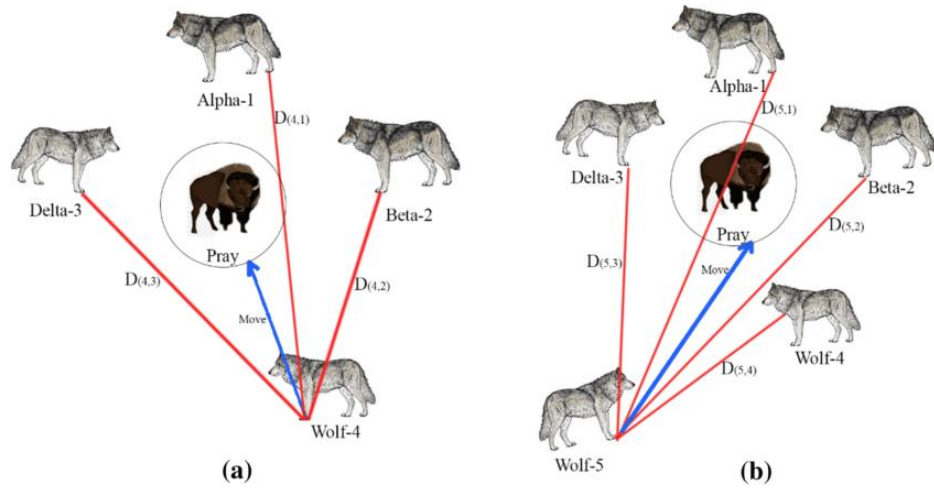 Alpha-1
D(4,1)
Delta-3
Beta-2
Pray
D(4,3)
D(4,2)
Move
Wolf-4
(a)
Alpha-1
D(5,1)
Delta-3
Beta-2
Pray
D(5,2)
D(5,3)
Move
Wolf-4
D(5,4)
Wolf-5
(b)